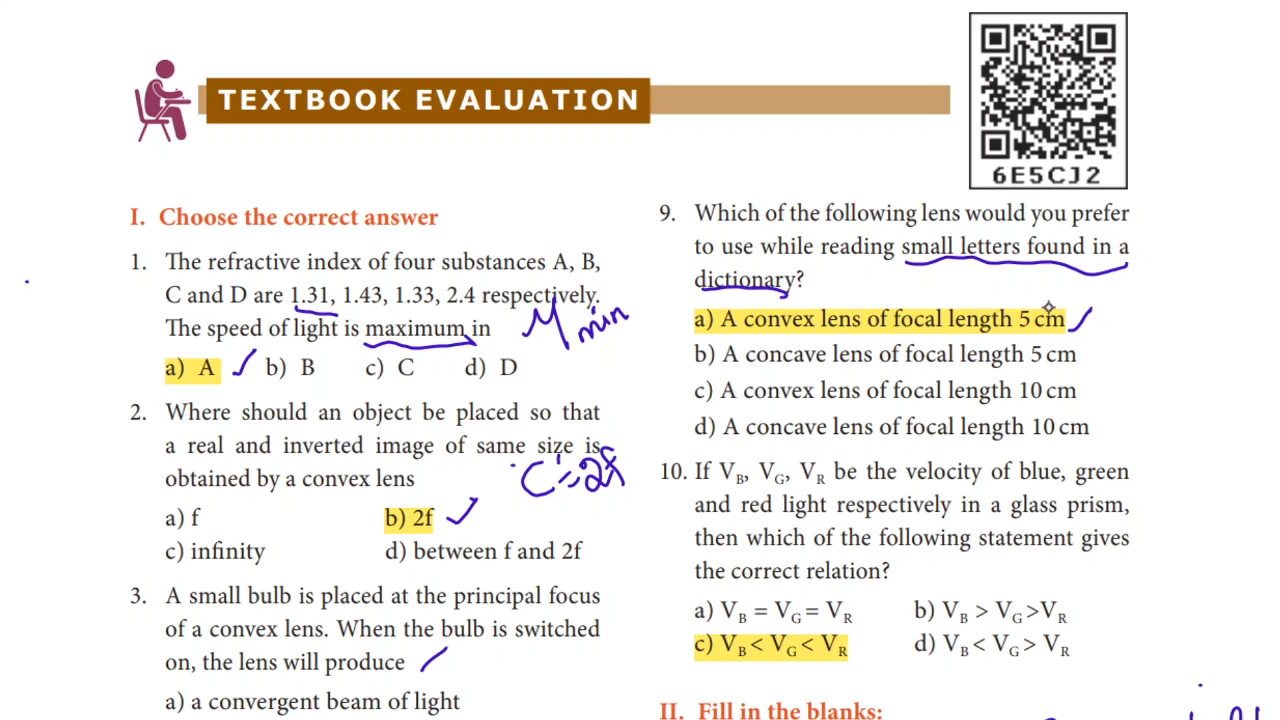 TEXTBOOK EVALUATION
6E5CJ2
I. Choose the correct answer
1. The refractive index of four substances A, B,
C and D are 1.31, 1.43, 1.33, 2.4 respectively.
The speed of light is maximum in
min
a) A b) B c) C d) D
2. Where should an object be placed so that
a real and inverted image of same size is
obtained by a convex lens
C = 2f
a) f b) 2f
c) infinity d) between f and 2f
3. A small bulb is placed at the principal focus
of a convex lens. When the bulb is switched
on, the lens will produce
a) a convergent beam of light
9. Which of the following lens would you prefer
to use while reading small letters found in a
dictionary?
a) A convex lens of focal length 5 cm
b) A concave lens of focal length 5 cm
c) A convex lens of focal length 10 cm
d) A concave lens of focal length 10 cm
10. If V_B, V_G, V_R be the velocity of blue, green
and red light respectively in a glass prism,
then which of the following statement gives
the correct relation?
a) V_B = V_G = V_R b) V_B > V_G >V_R
c) V_B < V_G < V_R d) V_B < V_G > V_R
II. Fill in the blanks: